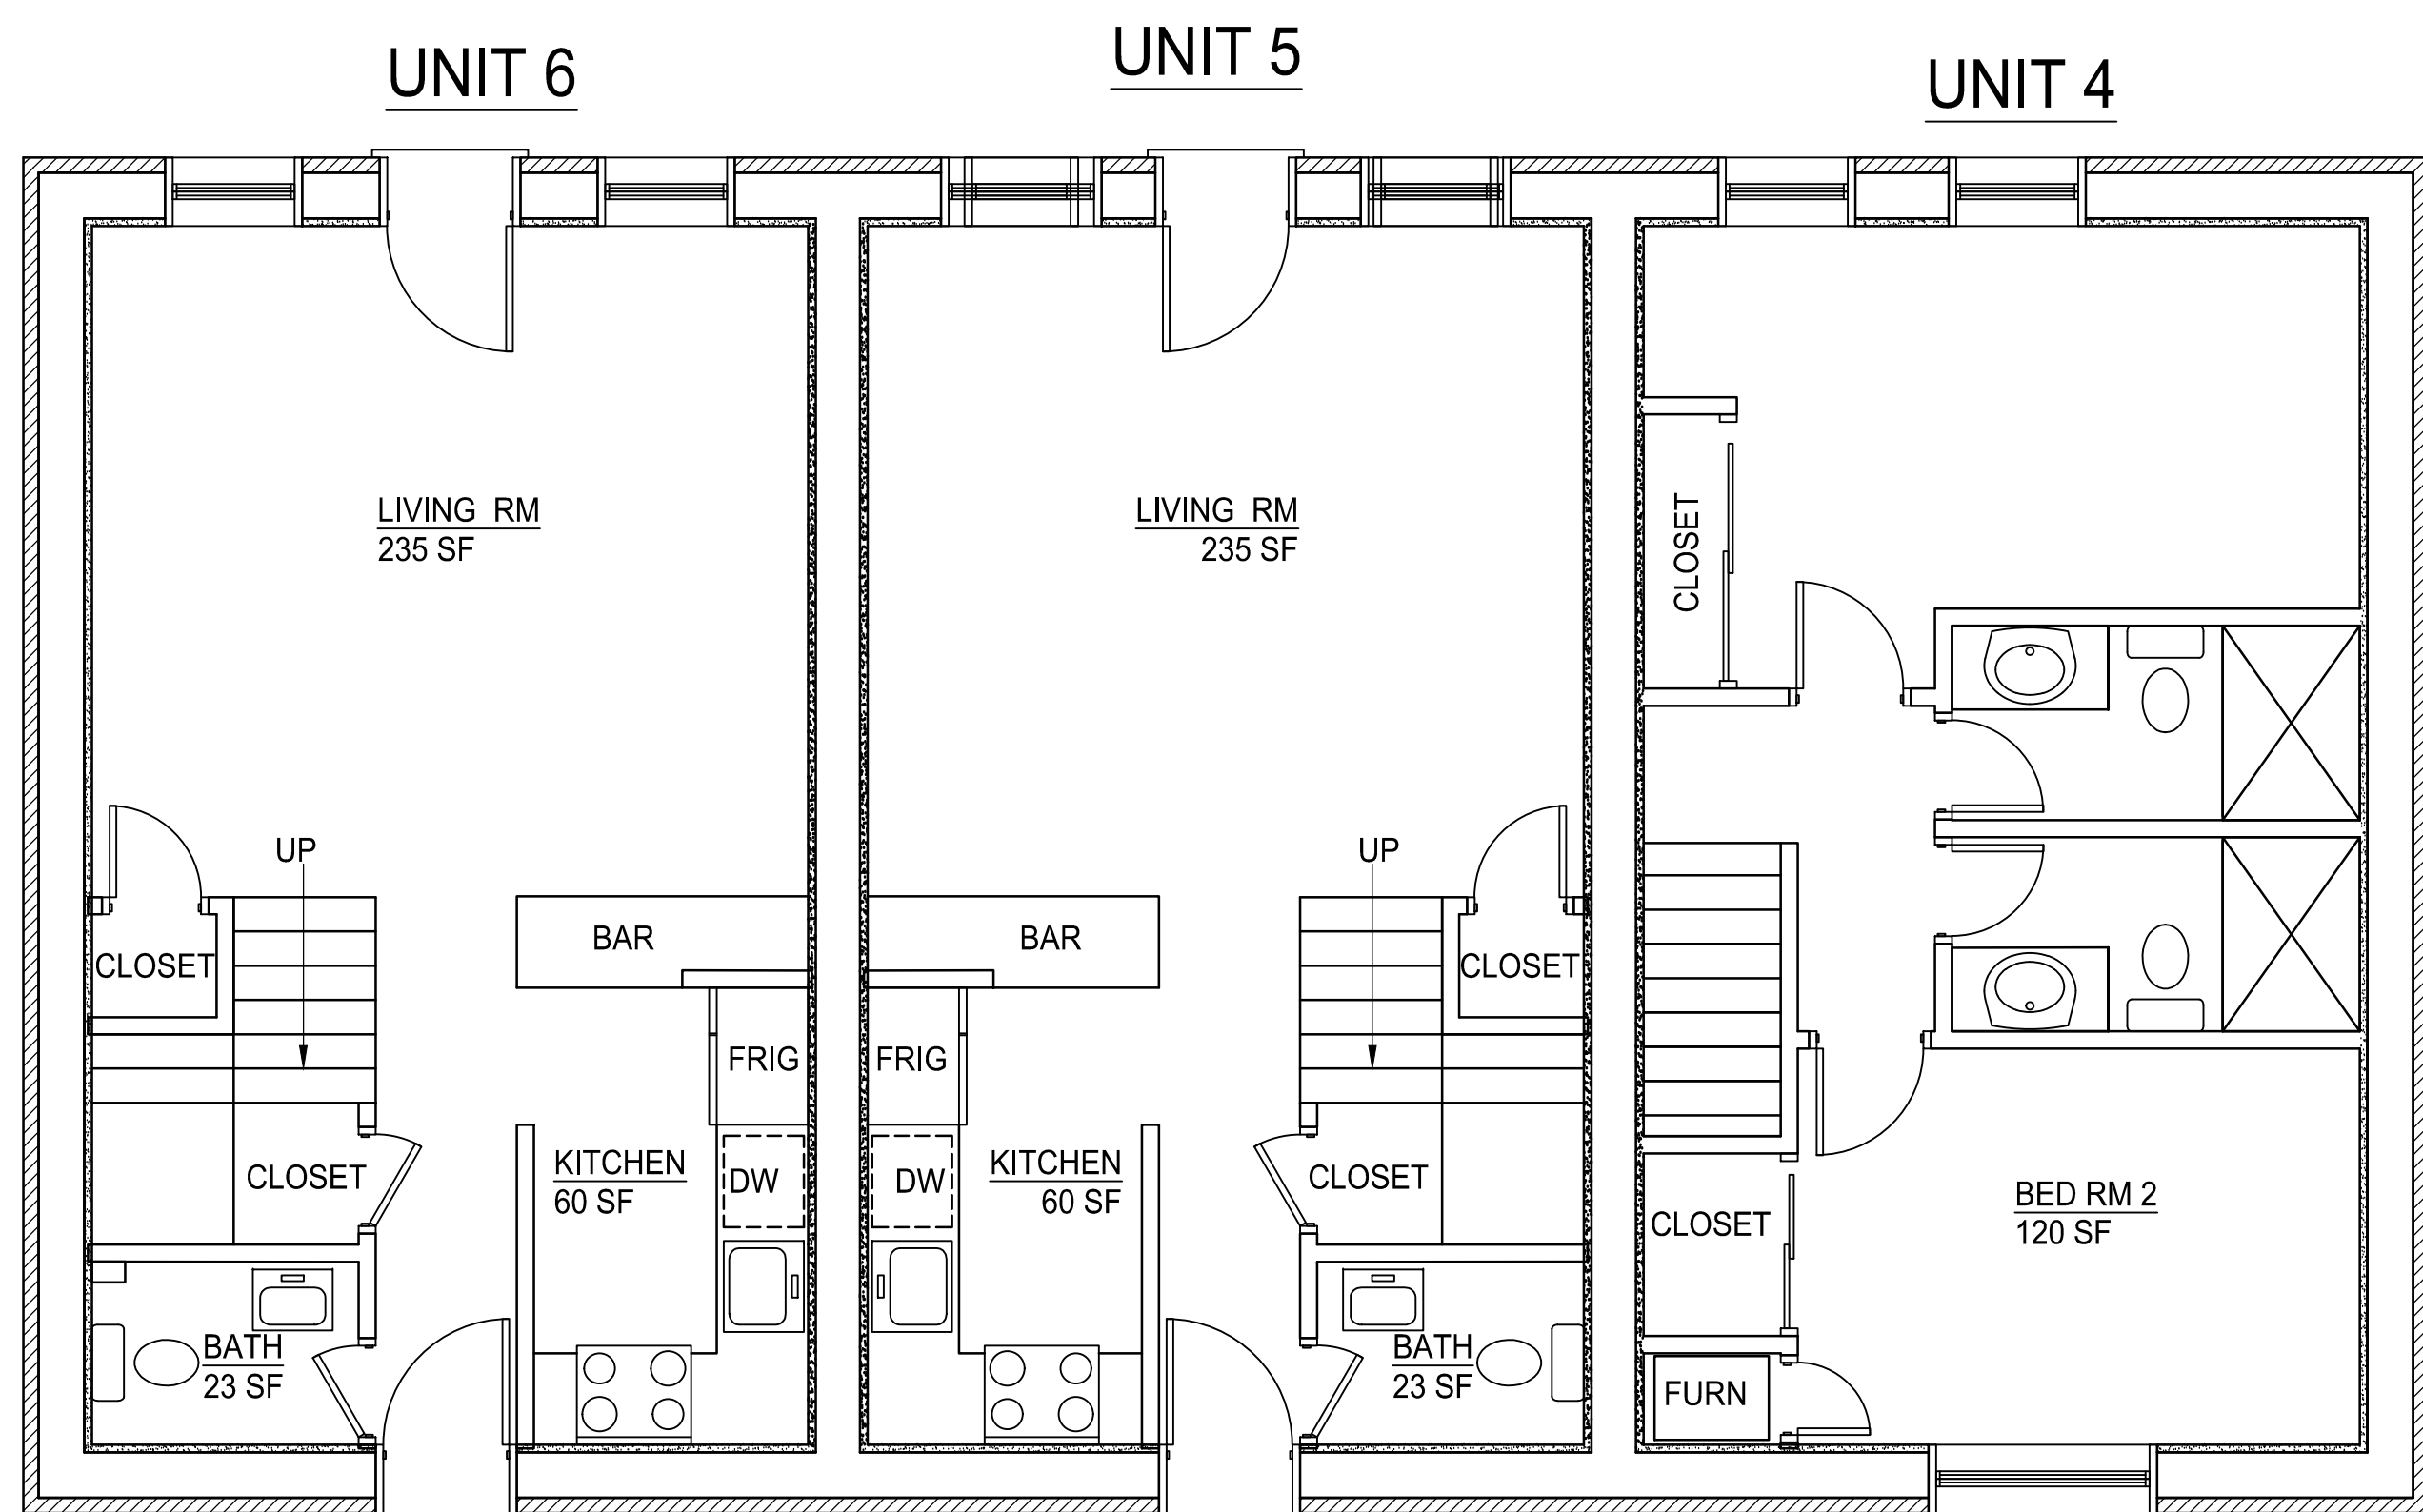 UNIT 6
UNIT 5
UNIT 4
LIVING RM
235 SF
LIVING RM
235 SF
CLOSET
UP
UP
BAR
BAR
CLOSET
CLOSET
FRIG
FRIG
KITCHEN
60 SF
DW
DW
KITCHEN
60 SF
CLOSET
CLOSET
CLOSET
BED RM 2
120 SF
BATH
23 SF
BATH
23 SF
FURN